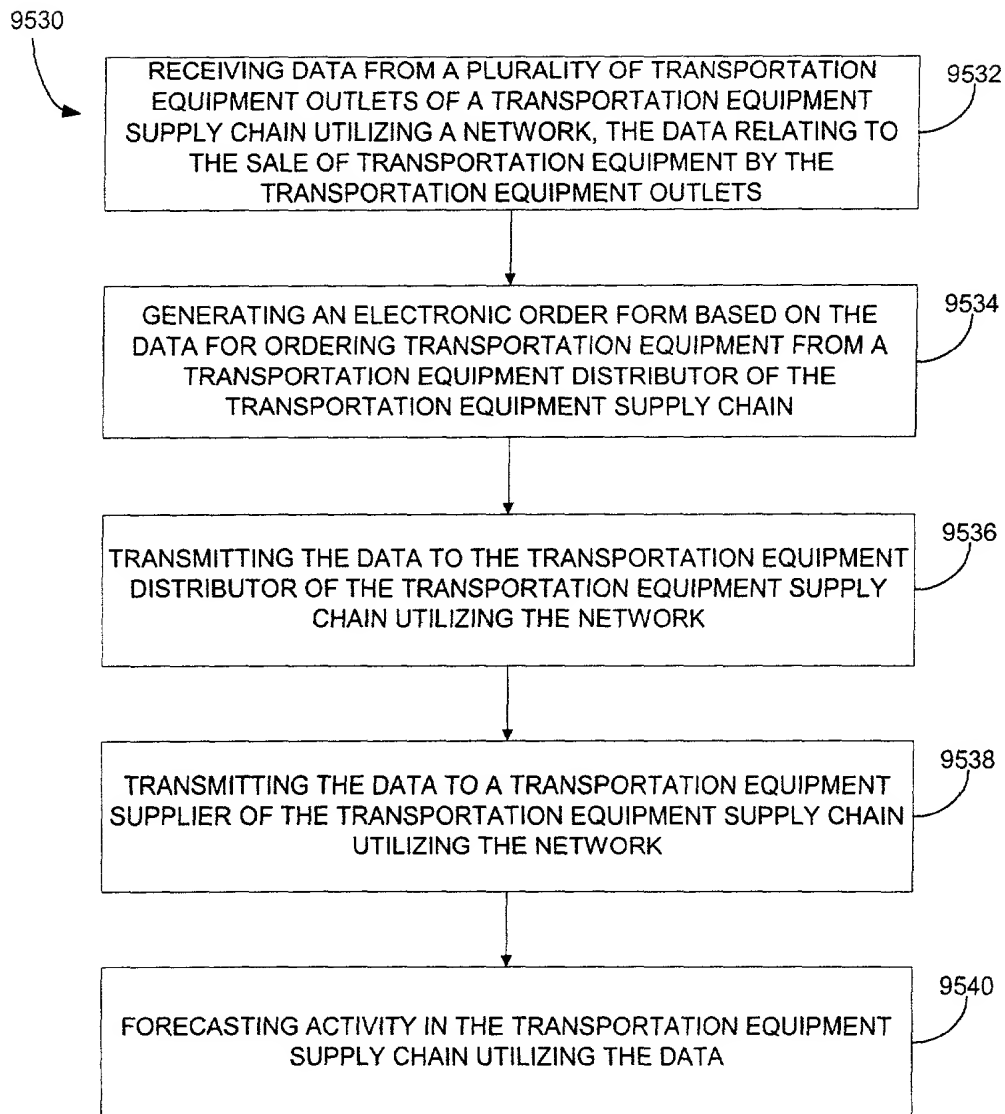 9530
RECEIVING DATA FROM A PLURALITY OF TRANSPORTATION
EQUIPMENT OUTLETS OF A TRANSPORTATION EQUIPMENT
SUPPLY CHAIN UTILIZING A NETWORK, THE DATA RELATING TO
THE SALE OF TRANSPORTATION EQUIPMENT BY THE
TRANSPORTATION EQUIPMENT OUTLETS
9532
GENERATING AN ELECTRONIC ORDER FORM BASED ON THE
DATA FOR ORDERING TRANSPORTATION EQUIPMENT FROM A
TRANSPORTATION EQUIPMENT DISTRIBUTOR OF THE
TRANSPORTATION EQUIPMENT SUPPLY CHAIN
9534
TRANSMITTING THE DATA TO THE TRANSPORTATION EQUIPMENT
DISTRIBUTOR OF THE TRANSPORTATION EQUIPMENT SUPPLY
CHAIN UTILIZING THE NETWORK
9536
TRANSMITTING THE DATA TO A TRANSPORTATION EQUIPMENT
SUPPLIER OF THE TRANSPORTATION EQUIPMENT SUPPLY CHAIN
UTILIZING THE NETWORK
9538
FORECASTING ACTIVITY IN THE TRANSPORTATION EQUIPMENT
SUPPLY CHAIN UTILIZING THE DATA
9540